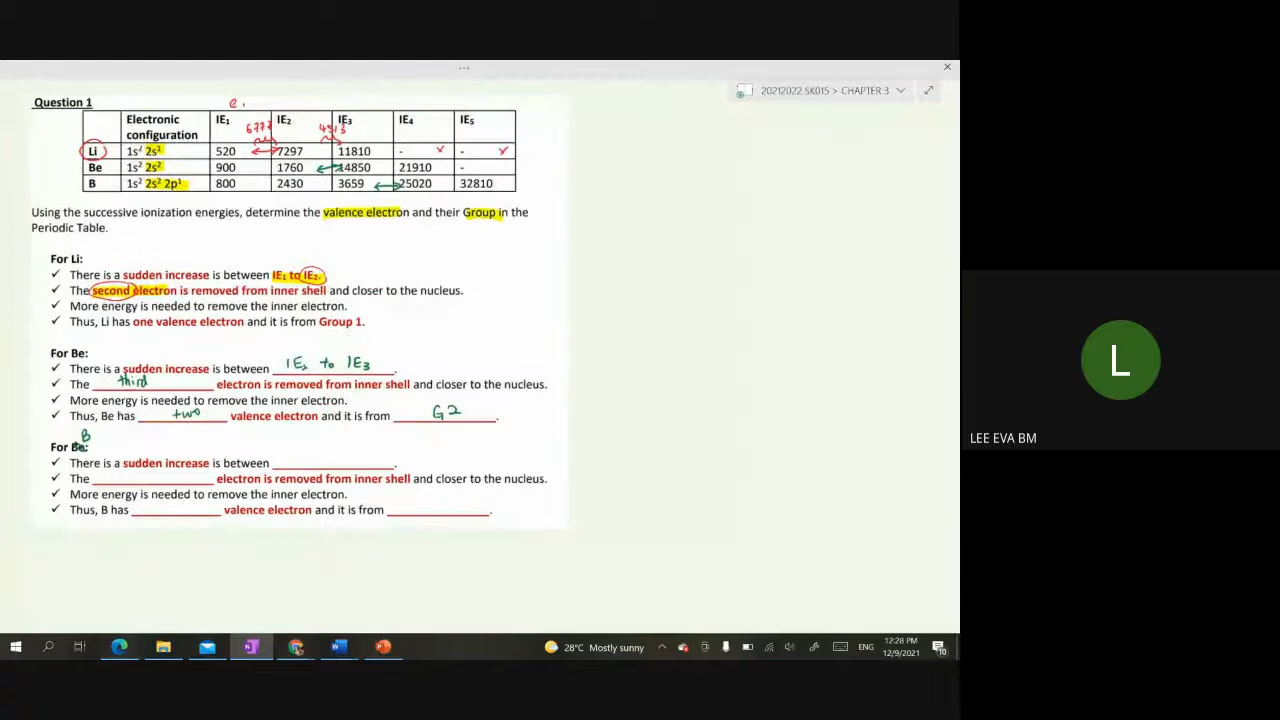 20212022 SK015 > CHAPTER 3
Question 1
e.
Electronic configuration IE₁ IE₂ IE₃ IE₄ IE₅
6777 4513
Li 1s² 2s¹ 520 7297 11810 - x - x
Be 1s² 2s² 900 1760 14850 21910 -
B 1s² 2s² 2p¹ 800 2430 3659 25020 32810
Using the successive ionization energies, determine the valence electron and their Group in the
Periodic Table.
For Li:
✓ There is a sudden increase is between IE₁ to IE₂.
✓ The second electron is removed from inner shell and closer to the nucleus.
✓ More energy is needed to remove the inner electron.
✓ Thus, Li has one valence electron and it is from Group 1.
For Be:
✓ There is a sudden increase is between IE₂ to IE₃.
✓ The third electron is removed from inner shell and closer to the nucleus.
✓ More energy is needed to remove the inner electron.
✓ Thus, Be has two valence electron and it is from G2.
B
For Be:
✓ There is a sudden increase is between ____.
✓ The ____ electron is removed from inner shell and closer to the nucleus.
✓ More energy is needed to remove the inner electron.
✓ Thus, B has ____ valence electron and it is from ____.
L
LEE EVA BM
28°C Mostly sunny
ENG
12:28 PM
12/9/2021
10